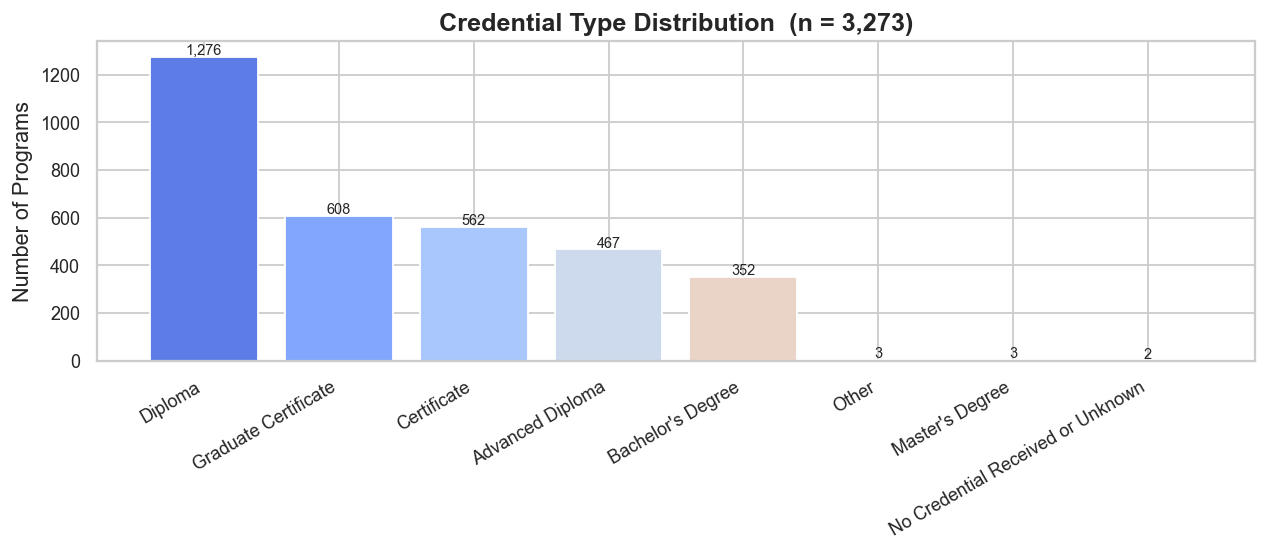 Credential Type Distribution (n = 3,273)
Number of Programs
1200
1000
800
600
400
200
0
1,276
608
562
467
352
3
3
2
Diploma
Graduate Certificate
Certificate
Advanced Diploma
Bachelor's Degree
Other
Master's Degree
No Credential Received or Unknown